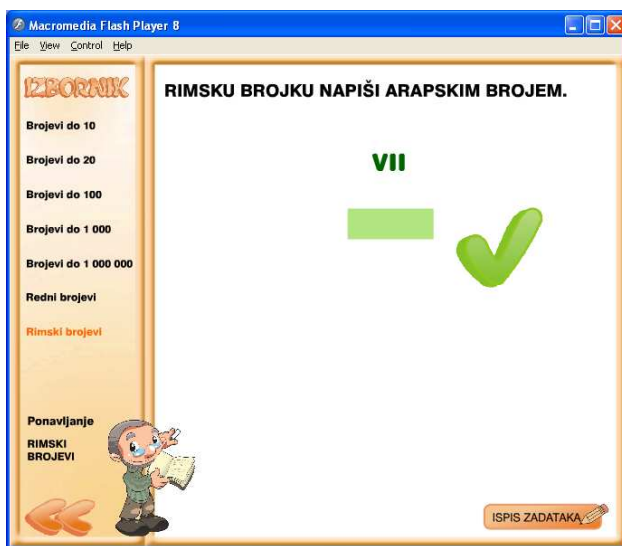 Macromedia Flash Player 8
File View Control Help
IZBORNIK
Brojevi do 10
Brojevi do 20
Brojevi do 100
Brojevi do 1 000
Brojevi do 1 000 000
Redni brojevi
Rimski brojevi
Ponavljanje
RIMSKI
BROJEVI
RIMSKU BROJKU NAPIŠI ARAPSKIM BROJEM.
VII
ISPIS ZADATAKA